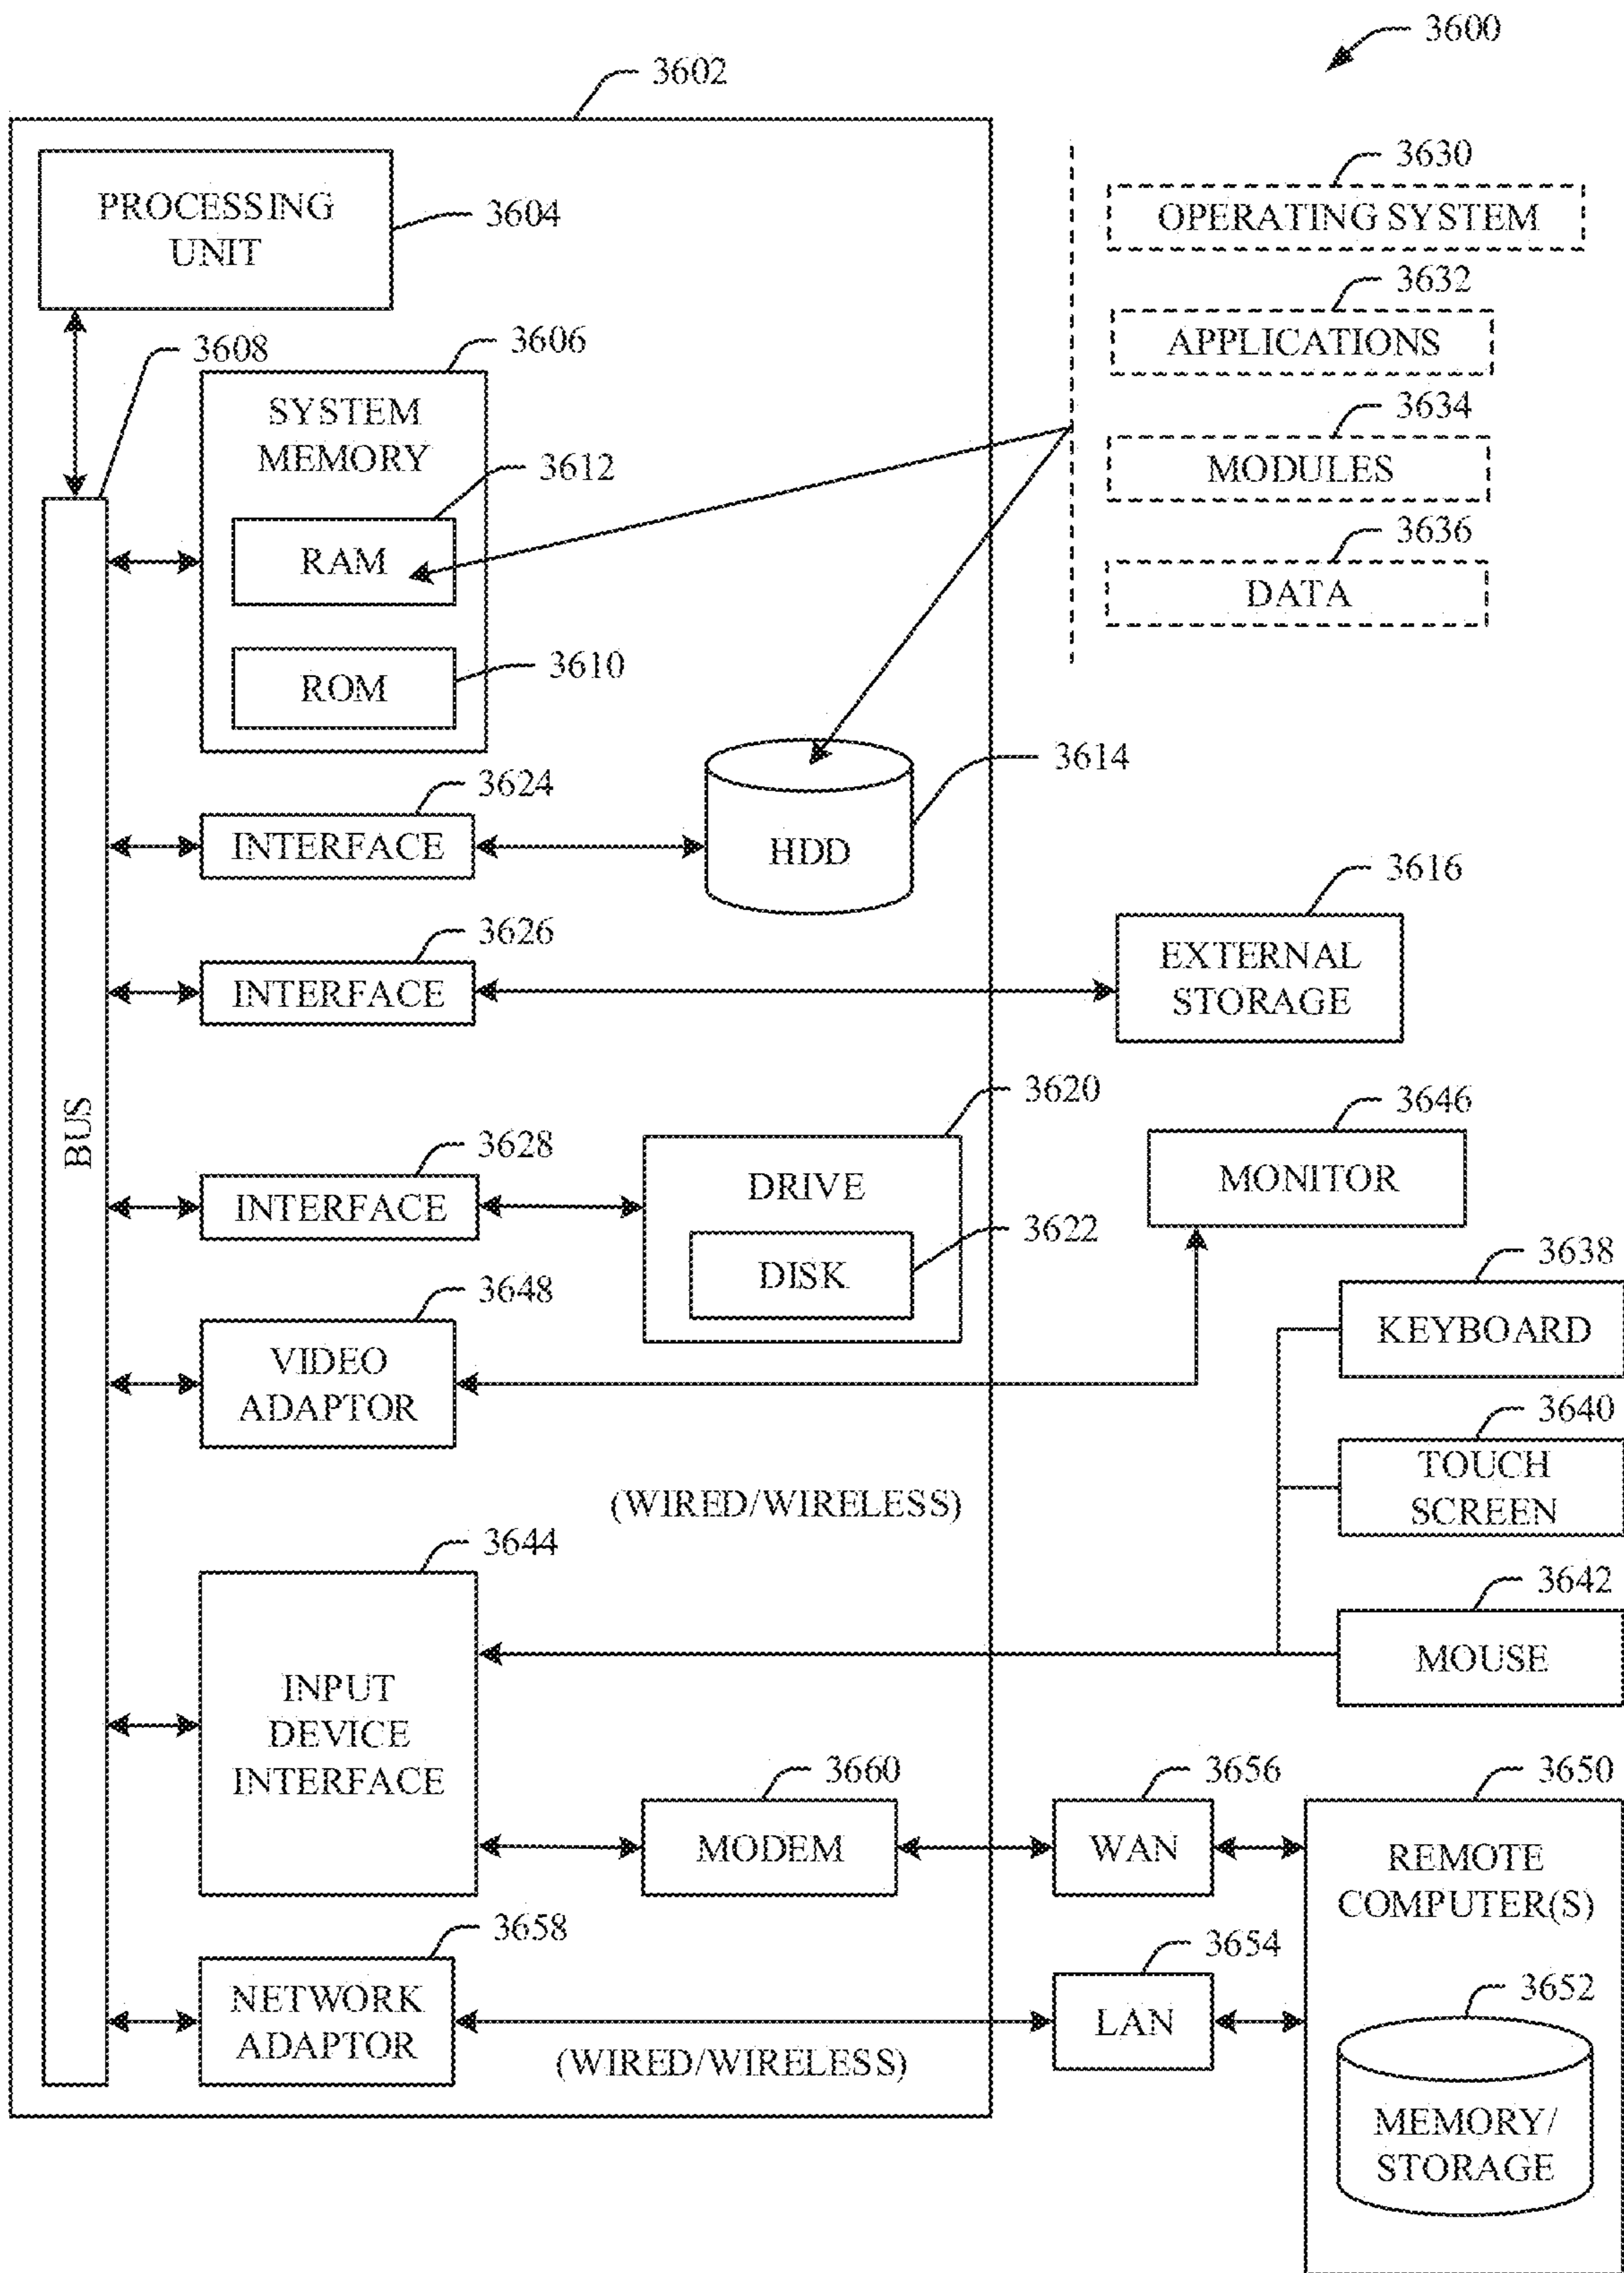 3600
3602
PROCESSING
UNIT
3604
3630
OPERATING SYSTEM
3632
APPLICATIONS
3634
MODULES
3636
DATA
3608
3606
SYSTEM
MEMORY
3612
RAM
3610
ROM
3624
INTERFACE
3614
HDD
3626
INTERFACE
3616
EXTERNAL
STORAGE
BUS
3628
INTERFACE
3620
DRIVE
3622
DISK
3646
MONITOR
3648
VIDEO
ADAPTOR
3638
KEYBOARD
3640
TOUCH
SCREEN
(WIRED/WIRELESS)
3642
MOUSE
3644
INPUT
DEVICE
INTERFACE
3660
MODEM
3656
WAN
3650
REMOTE
COMPUTER(S)
3658
NETWORK
ADAPTOR
(WIRED/WIRELESS)
3654
LAN
3652
MEMORY/
STORAGE